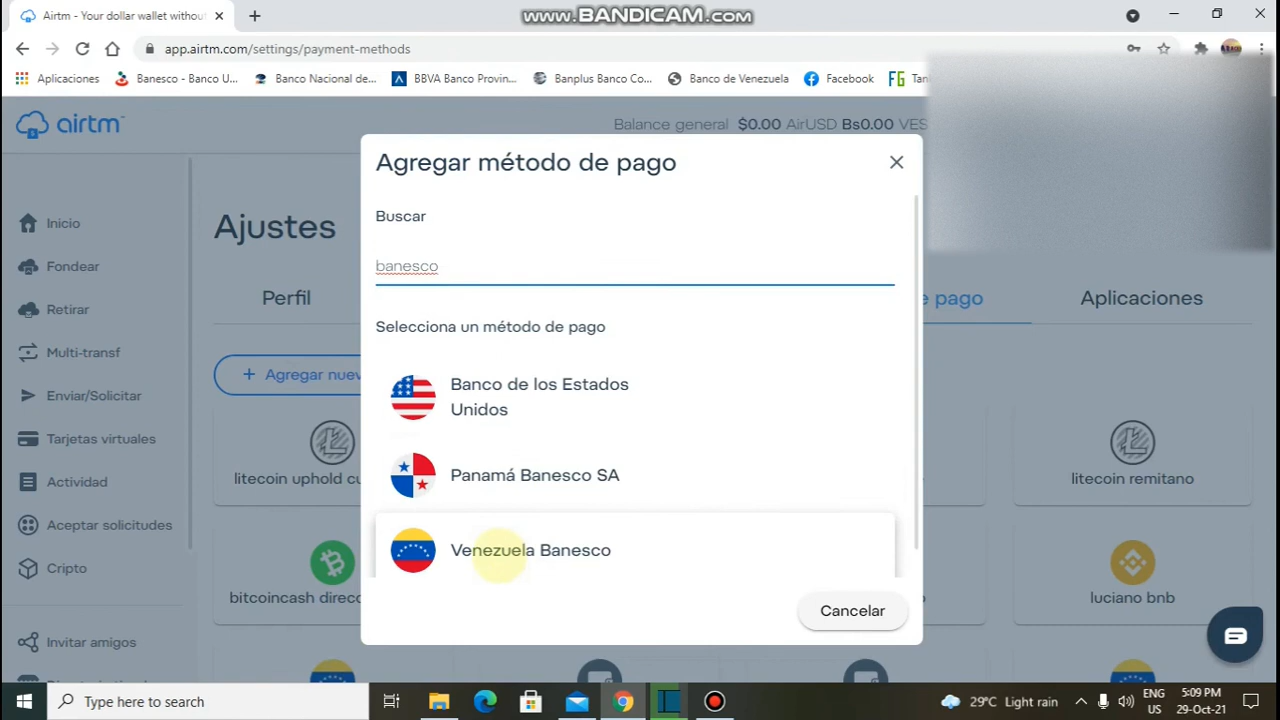 www.BANDICAM.com
Airtm - Your dollar wallet without
app.airtm.com/settings/payment-methods
Aplicaciones
Banesco - Banco U...
Banco Nacional de...
BBVA Banco Provin...
Banplus Banco Co...
Banco de Venezuela
Facebook
FG
airtm
Balance general $0.00 AirUSD Bs0.00 VES
Inicio
Fondear
Retirar
Multi-transf
Enviar/Solicitar
Tarjetas virtuales
Actividad
Aceptar solicitudes
Cripto
Invitar amigos
Ajustes
Perfil
e pago
Aplicaciones
+ Agregar nuev
litecoin uphold cu
litecoin remitano
bitcoincash direcc
o
luciano bnb
Agregar método de pago
Buscar
banesco
Selecciona un método de pago
Banco de los Estados
Unidos
Panamá Banesco SA
Venezuela Banesco
Cancelar
Type here to search
29°C Light rain
ENG
US
5:09 PM
29-Oct-21